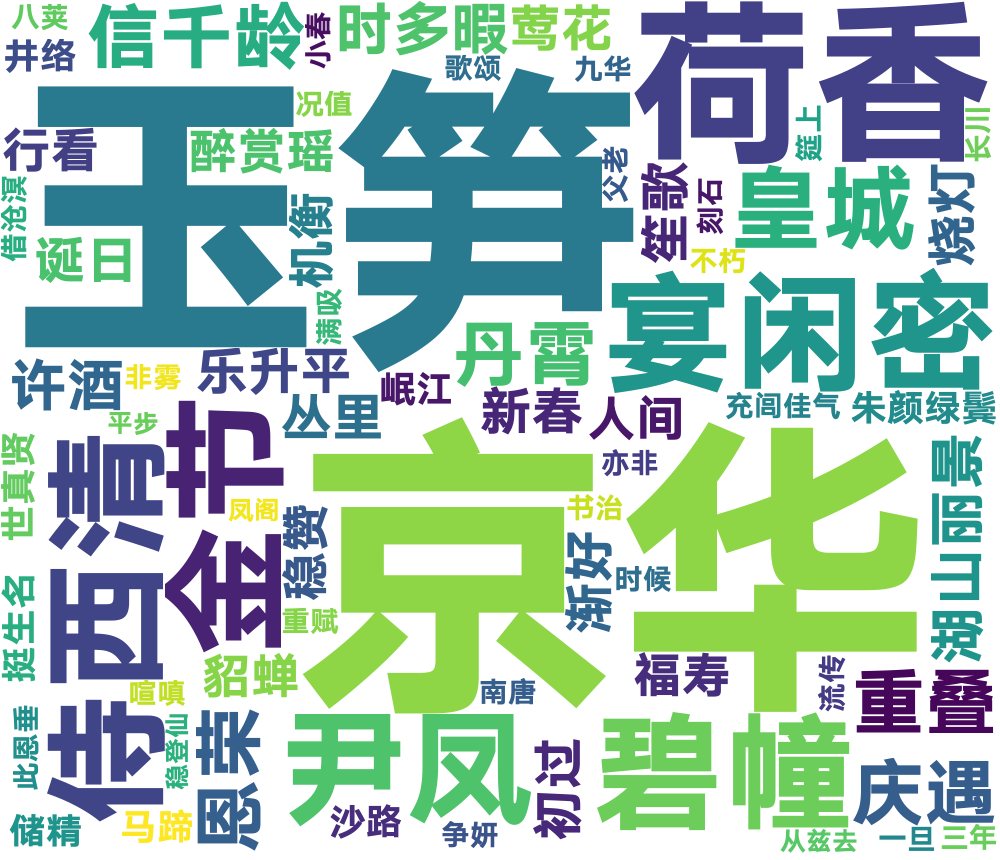 八荚
井络
信千龄
小春
时多暇
莺花
荷香
歌颂
九华
玉笋
况值
行看
醉赏瑶
筵上
长川
父老
笙歌
刻石
皇城
烧灯
借沧溟
诞日
机衡
不朽
满吸
丹霄
宴闲密
许酒
非雾
乐升平
岷江
丛里
新春
人间
充闾佳气
朱颜绿鬓
平步
世真贤
西清
金节
凤阁
稳赞
京华
亦非
书治
湖山丽景
渐好
时候
挺生名
重赋
貂蝉
喧嗔
南唐
福寿
流传
重叠
侍
恩荣
此恩垂
稳登仙
尹凤
初过
碧幢
庆遇
储精
马蹄
沙路
争妍
从兹去
一旦
三年